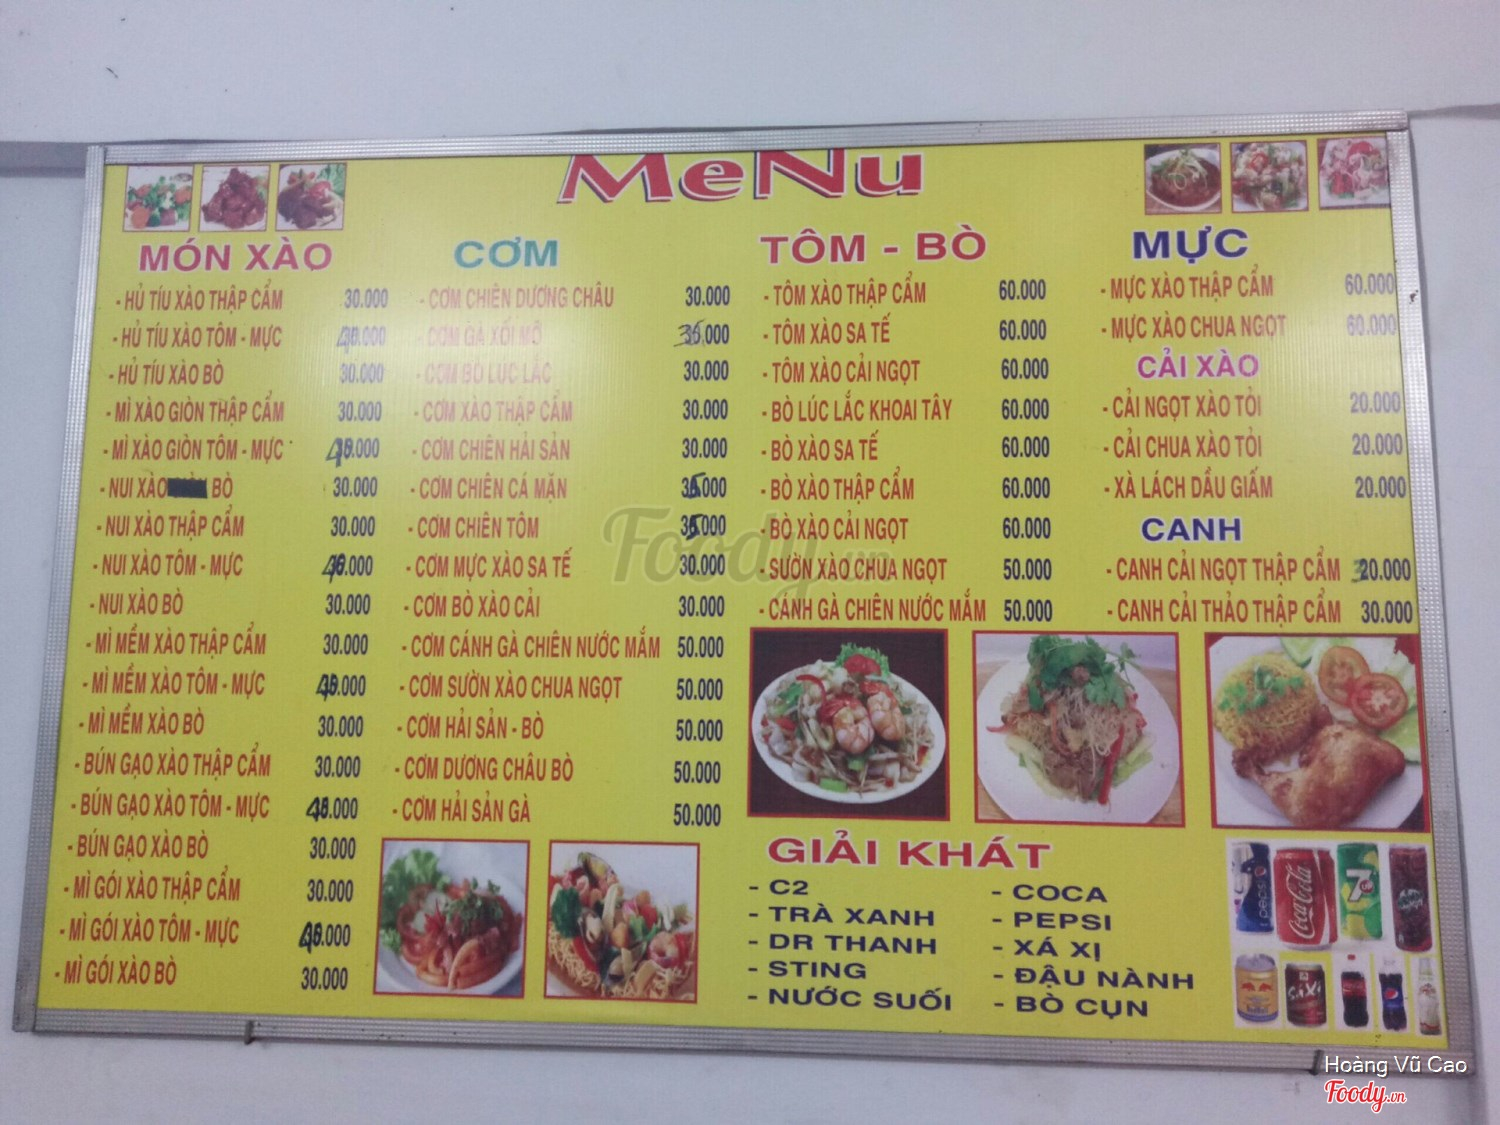 MeNu
MÓN XÀO
- HỦ TÍU XÀO THẬP CẨM 30.000
- HỦ TÍU XÀO TÔM - MỰC 40.000
- HỦ TÍU XÀO BÒ 30.000
- MÌ XÀO GIÒN THẬP CẨM 30.000
- MÌ XÀO GIÒN TÔM - MỰC 40.000
- NUI XÀO BÒ 30.000
- NUI XÀO THẬP CẨM 30.000
- NUI XÀO TÔM - MỰC 40.000
- NUI XÀO BÒ 30.000
- MÌ MỀM XÀO THẬP CẨM 30.000
- MÌ MỀM XÀO TÔM - MỰC 40.000
- MÌ MỀM XÀO BÒ 30.000
- BÚN GẠO XÀO THẬP CẨM 30.000
- BÚN GẠO XÀO TÔM - MỰC 40.000
- BÚN GẠO XÀO BÒ 30.000
- MÌ GÓI XÀO THẬP CẨM 30.000
- MÌ GÓI XÀO TÔM - MỰC 40.000
- MÌ GÓI XÀO BÒ 30.000
CƠM
- CƠM CHIÊN DƯƠNG CHÂU 30.000
- CƠM GÀ XỐI MỠ 35.000
- CƠM BÒ LÚC LẮC 30.000
- CƠM XÀO THẬP CẨM 30.000
- CƠM CHIÊN HẢI SẢN 30.000
- CƠM CHIÊN CÁ MẶN 35.000
- CƠM CHIÊN TÔM 35.000
- CƠM MỰC XÀO SA TẾ 30.000
- CƠM BÒ XÀO CẢI 30.000
- CƠM CÁNH GÀ CHIÊN NƯỚC MẮM 50.000
- CƠM SƯỜN XÀO CHUA NGỌT 50.000
- CƠM HẢI SẢN - BÒ 50.000
- CƠM DƯƠNG CHÂU BÒ 50.000
- CƠM HẢI SẢN GÀ 50.000
TÔM - BÒ
- TÔM XÀO THẬP CẨM 60.000
- TÔM XÀO SA TẾ 60.000
- TÔM XÀO CẢI NGỌT 60.000
- BÒ LÚC LẮC KHOAI TÂY 60.000
- BÒ XÀO SA TẾ 60.000
- BÒ XÀO THẬP CẨM 60.000
- BÒ XÀO CẢI NGỌT 60.000
- SƯỜN XÀO CHUA NGỌT 50.000
- CÁNH GÀ CHIÊN NƯỚC MẮM 50.000
MỰC
- MỰC XÀO THẬP CẨM 60.000
- MỰC XÀO CHUA NGỌT 60.000
CẢI XÀO
- CẢI NGỌT XÀO TỎI 20.000
- CẢI CHUA XÀO TỎI 20.000
- XÀ LÁCH DẦU GIẤM 20.000
CANH
- CANH CẢI NGỌT THẬP CẨM 30.000
- CANH CẢI THẢO THẬP CẨM 30.000
GIẢI KHÁT
- C2
- TRÀ XANH
- DR THANH
- STING
- NƯỚC SUỐI
- COCA
- PEPSI
- XÁ XỊ
- ĐẬU NÀNH
- BÒ CỤN
pepsi
Coca-Cola
7
SÁXI
Foody.vn
Hoàng Vũ Cao
Foody.vn